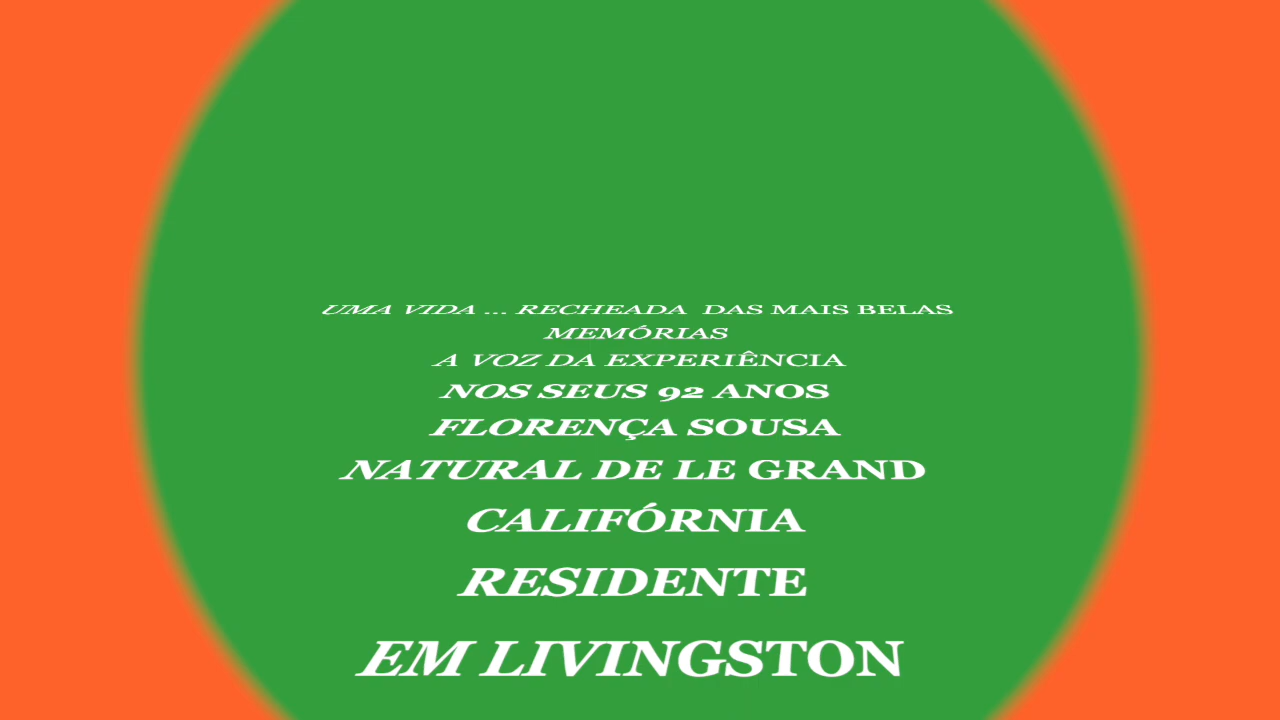 UMA VIDA ... RECHEADA DAS MAIS BELAS
MEMÓRIAS
A VOZ DA EXPERIÊNCIA
NOS SEUS 92 ANOS
FLORENÇA SOUSA
NATURAL DE LE GRAND
CALIFÓRNIA
RESIDENTE
EM LIVINGSTON